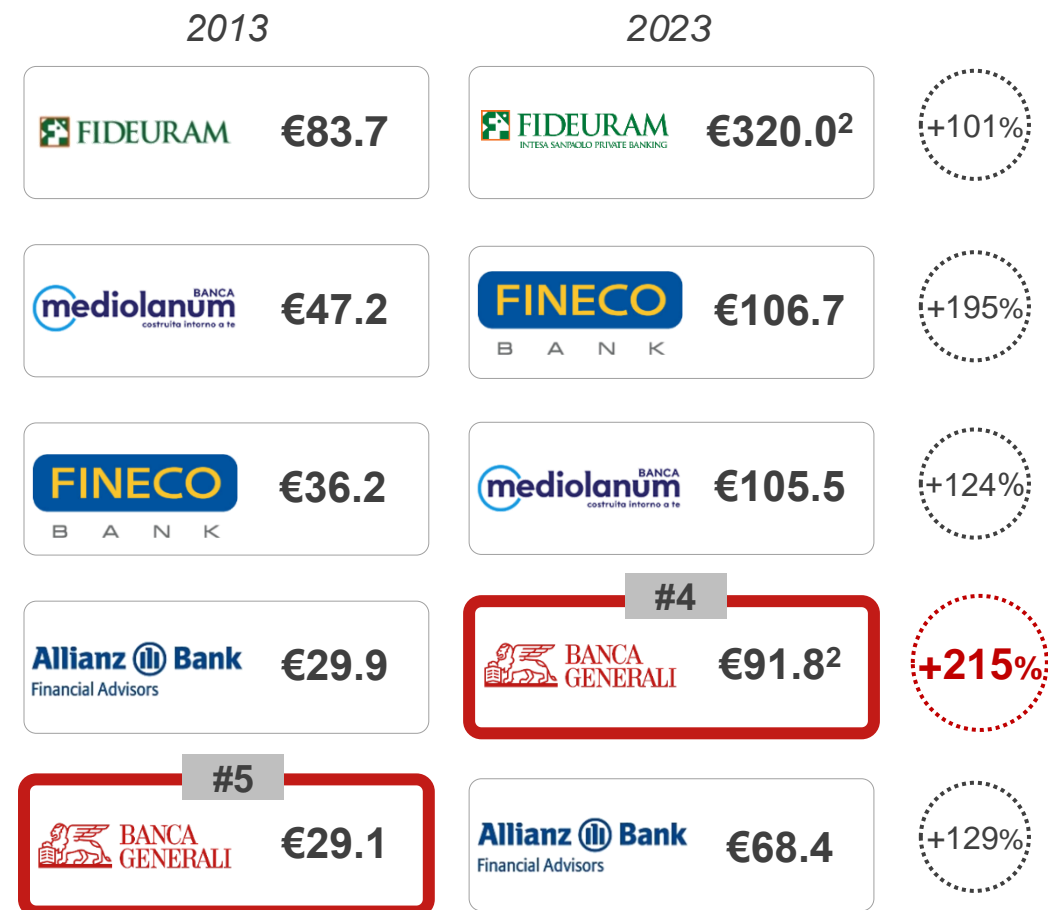 2013 2023
FIDEURAM €83.7 FIDEURAM INTESA SANPAOLO PRIVATE BANKING €320.0² +101%
mediolanum BANCA costruita intorno a te €47.2 FINECO BANK €106.7 +195%
FINECO BANK €36.2 mediolanum BANCA costruita intorno a te €105.5 +124%
#4
Allianz Bank Financial Advisors €29.9 BANCA GENERALI €91.8² +215%
#5
BANCA GENERALI €29.1 Allianz Bank Financial Advisors €68.4 +129%